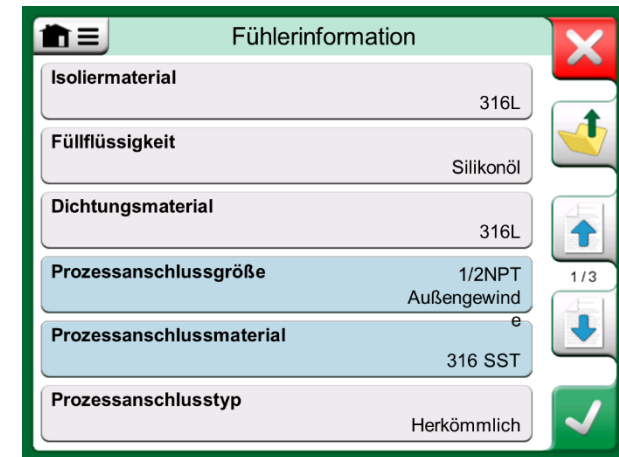 Fühlerinformation
Isoliermaterial
316L
Füllflüssigkeit
Silikonöl
Dichtungsmaterial
316L
Prozessanschlussgröße
1/2NPT
Außengewind
e
1/3
Prozessanschlussmaterial
316 SST
Prozessanschlusstyp
Herkömmlich